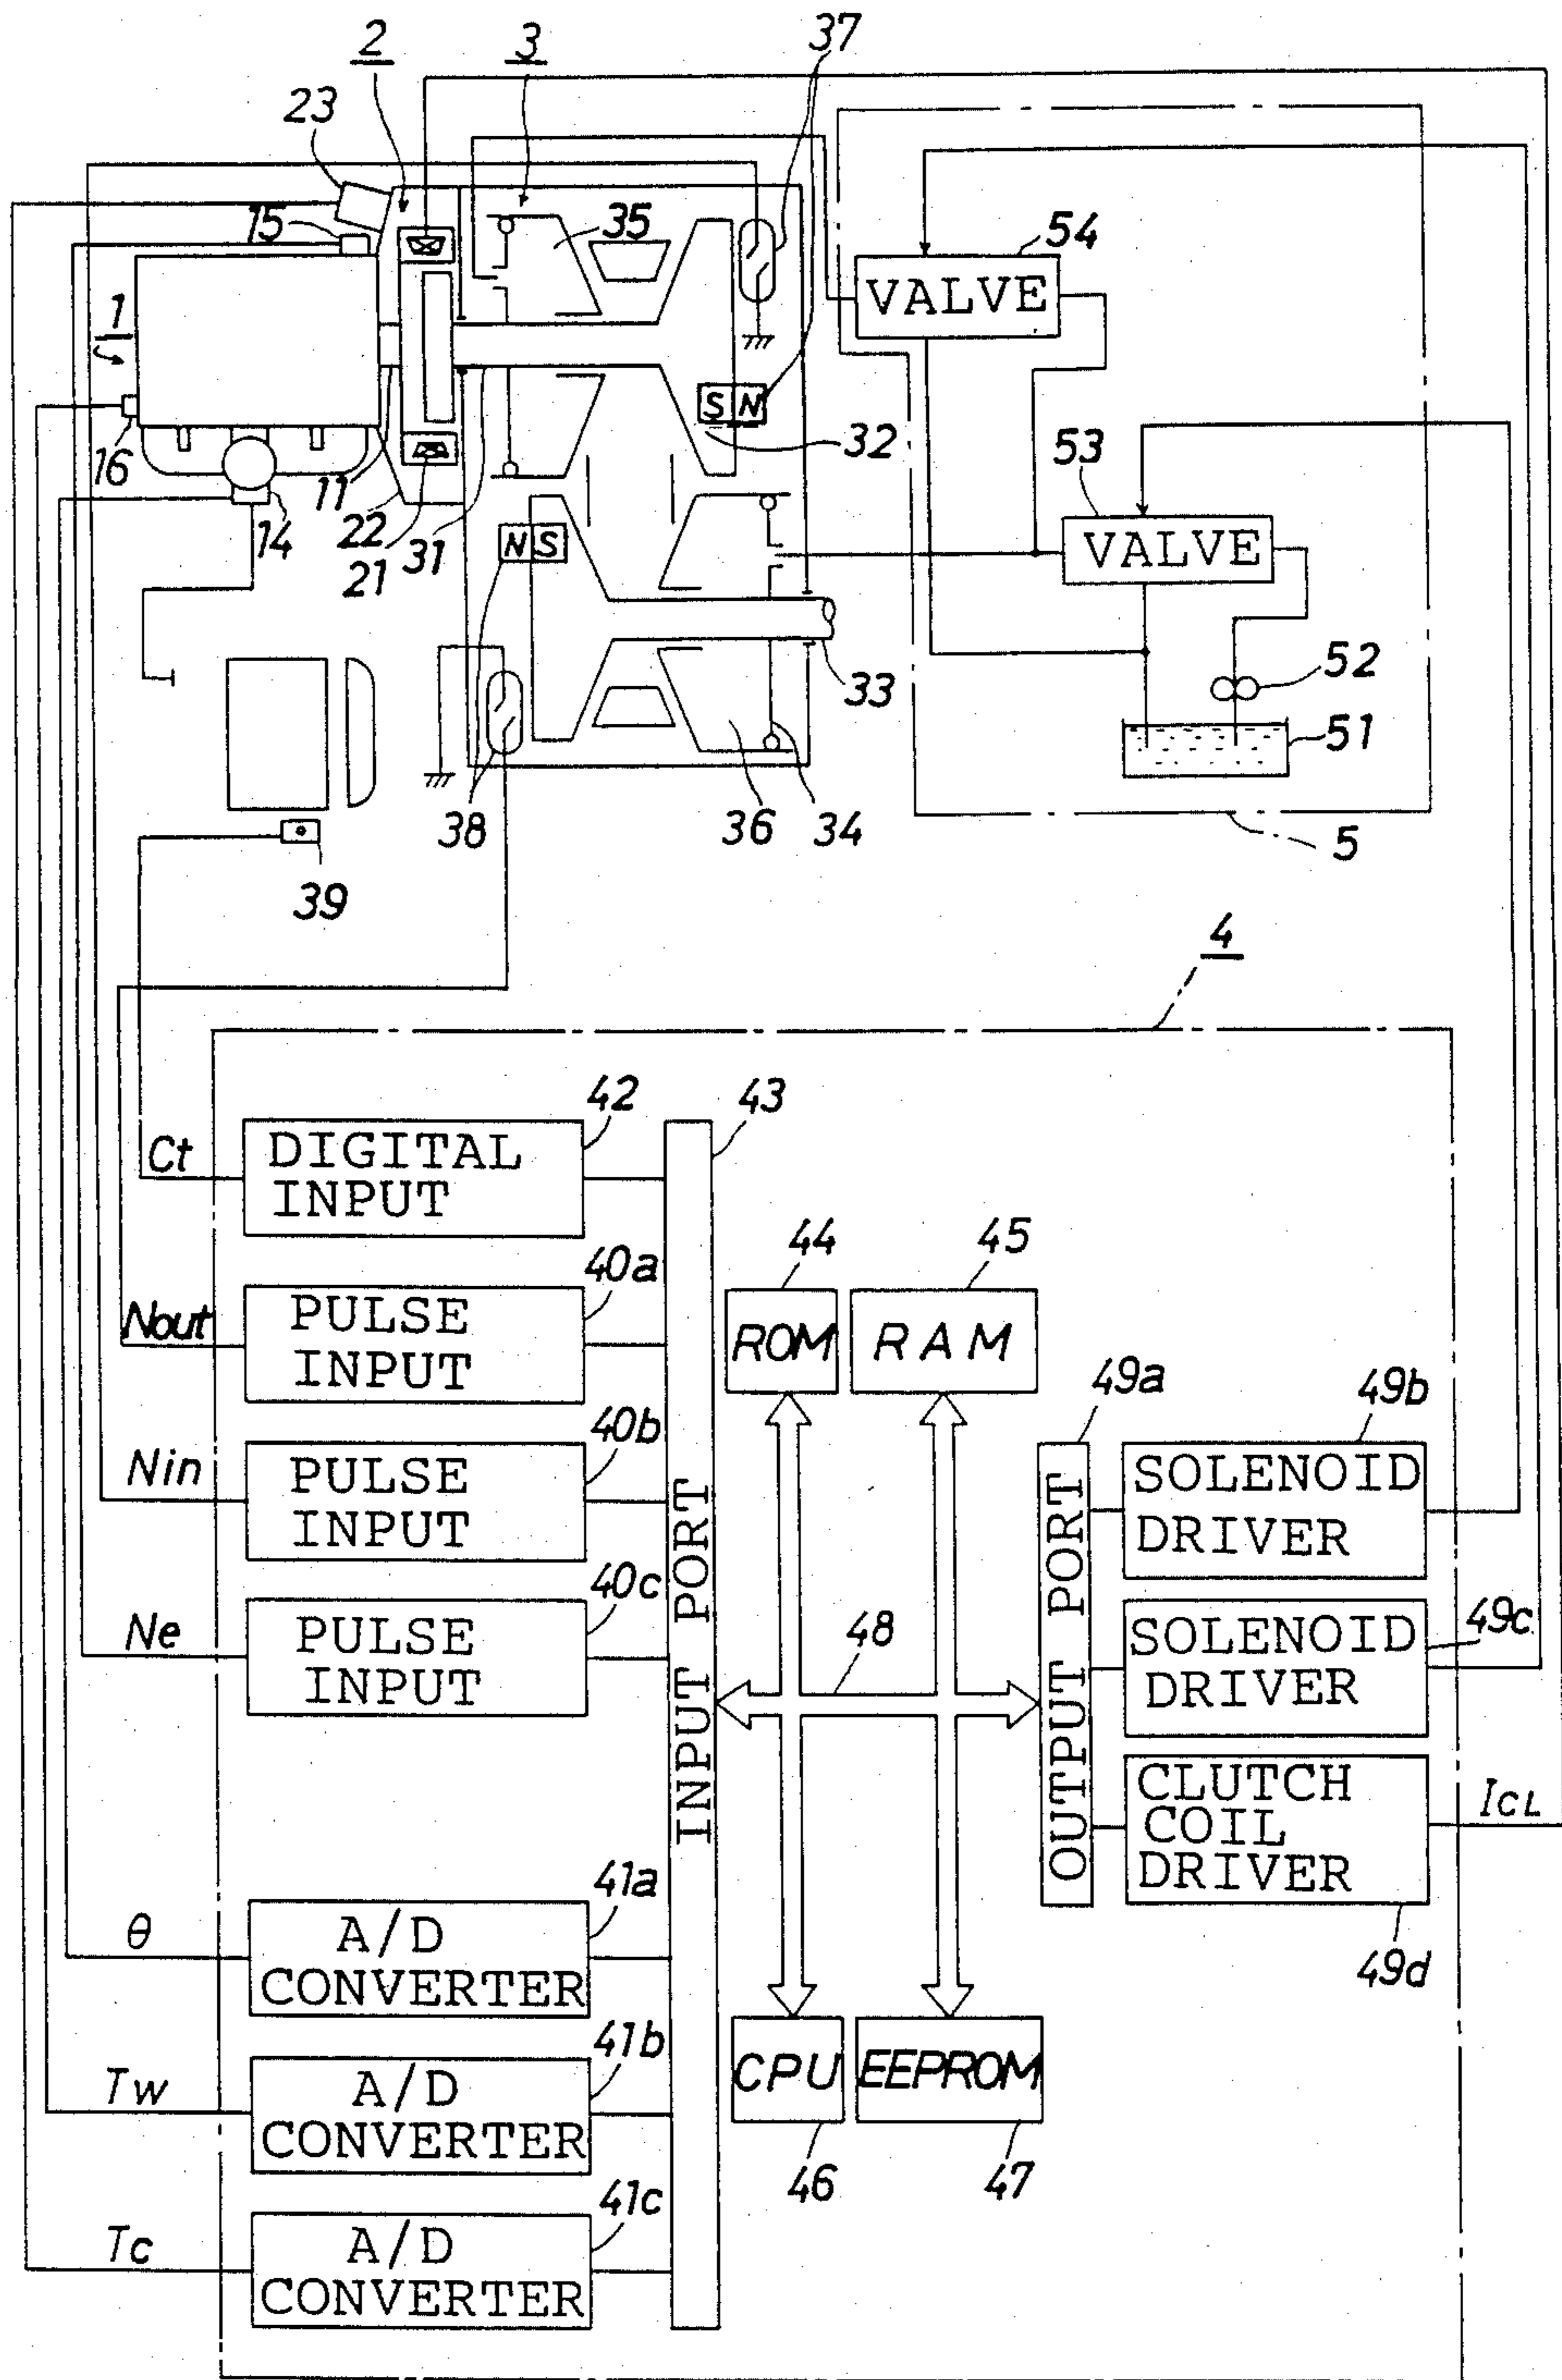 2
3
37
23
15
35
54
VALVE
1
S N
32
53
16
11
22
14
21
31
N S
VALVE
33
52
51
38
36
34
5
39
4
42
43
Ct
DIGITAL
INPUT
44
45
40a
Nout
PULSE
INPUT
ROM
RAM
49a
49b
40b
Nin
PULSE
INPUT
SOLENOID
DRIVER
40c
Ne
PULSE
INPUT
INPUT PORT
48
OUTPUT PORT
SOLENOID
DRIVER
49c
CLUTCH
COIL
DRIVER
ICL
41a
θ
A/D
CONVERTER
49d
41b
Tw
A/D
CONVERTER
CPU
EEPROM
46
47
41c
Tc
A/D
CONVERTER